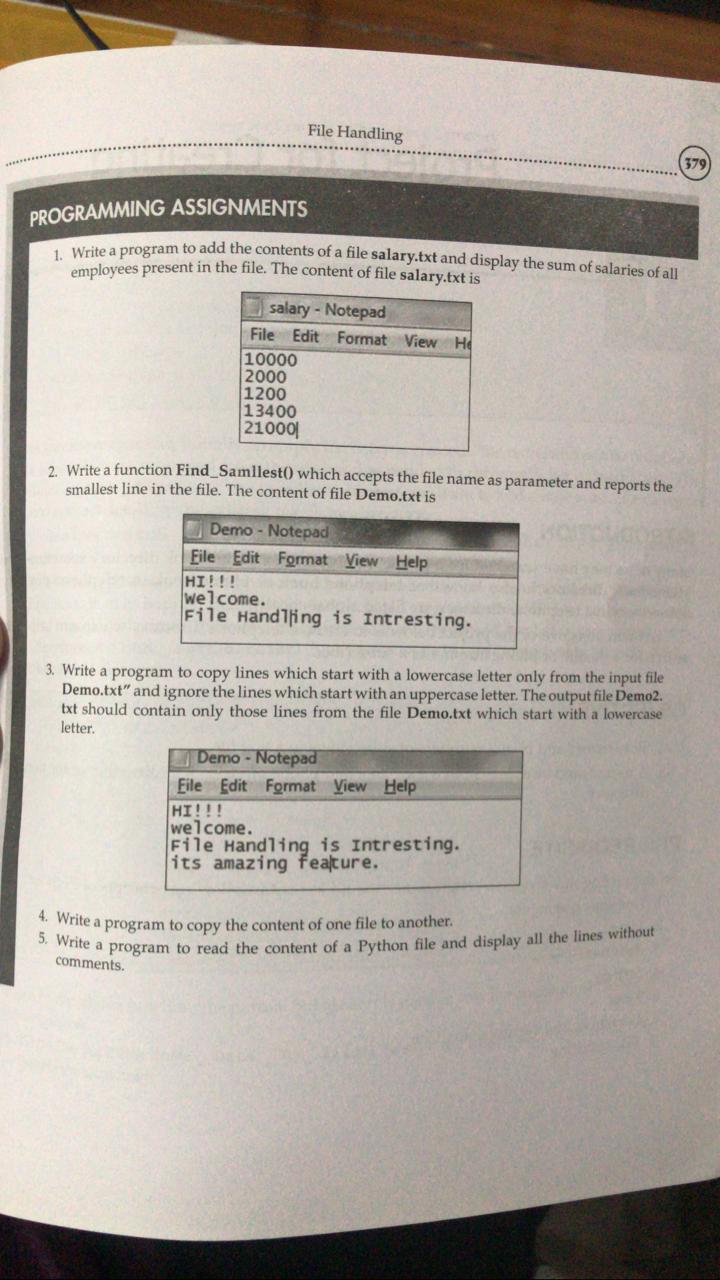 File Handling
379
PROGRAMMING ASSIGNMENTS
1. Write a program to add the contents of a file salary.txt and display the sum of salaries of all
employees present in the file. The content of file salary.txt is
salary - Notepad
File Edit Format View He
10000
2000
1200
13400
21000
2. Write a function Find_Samllest() which accepts the file name as parameter and reports the
smallest line in the file. The content of file Demo.txt is
Demo - Notepad
File Edit Format View Help
HI!!!
Welcome.
File Handling is Intresting.
3. Write a program to copy lines which start with a lowercase letter only from the input file
Demo.txt” and ignore the lines which start with an uppercase letter. The output file Demo2.
txt should contain only those lines from the file Demo.txt which start with a lowercase
letter.
Demo - Notepad
File Edit Format View Help
HI!!!
welcome.
File Handling is Intresting.
its amazing feature.
4. Write a program to copy the content of one file to another.
5. Write a program to read the content of a Python file and display all the lines without
comments.